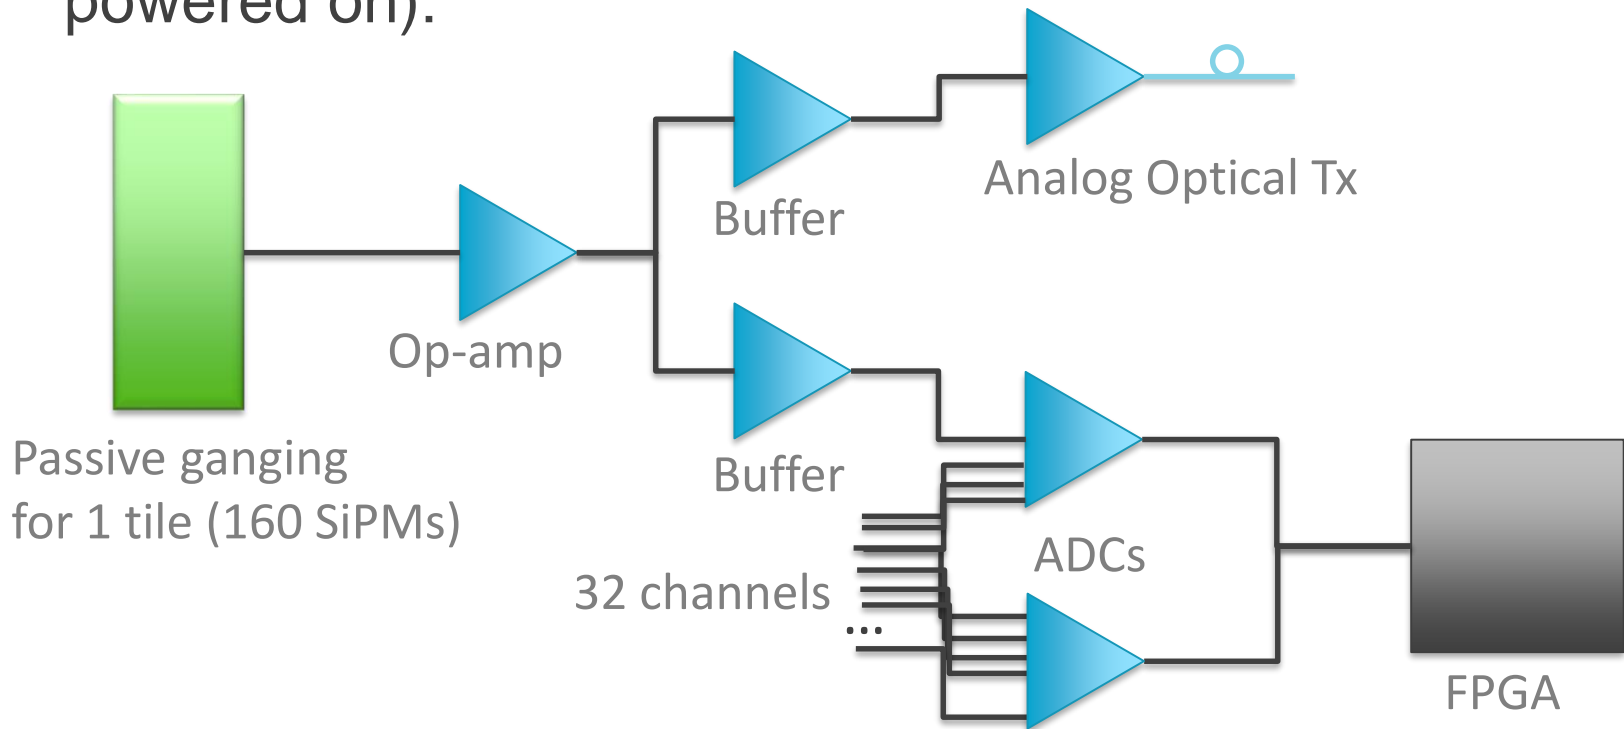 powered on).
Analog Optical Tx
Buffer
Op-amp
Passive ganging
for 1 tile (160 SiPMs)
Buffer
ADCs
32 channels
...
FPGA